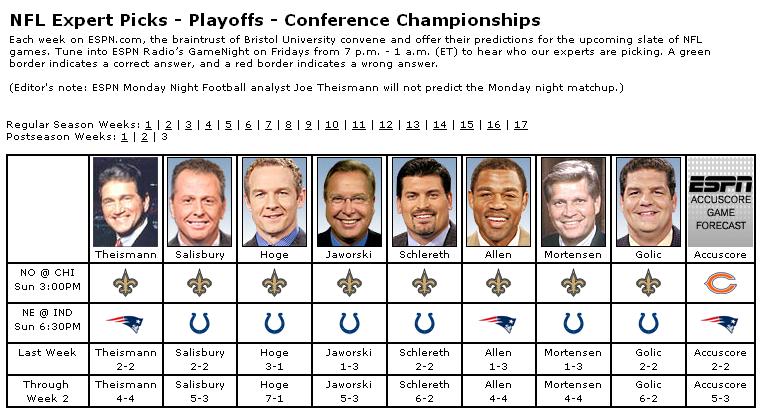 NFL Expert Picks - Playoffs - Conference Championships
Each week on ESPN.com, the braintrust of Bristol University convene and offer their predictions for the upcoming slate of NFL
games. Tune into ESPN Radio's GameNight on Fridays from 7 p.m. - 1 a.m. (ET) to hear who our experts are picking. A green
border indicates a correct answer, and a red border indicates a wrong answer.
(Editor's note: ESPN Monday Night Football analyst Joe Theismann will not predict the Monday night matchup.)
Regular Season Weeks: 1 | 2 | 3 | 4 | 5 | 6 | 7 | 8 | 9 | 10 | 11 | 12 | 13 | 14 | 15 | 16 | 17
Postseason Weeks: 1 | 2 | 3
ESPN
ACCUSCORE
GAME
FORECAST
Theismann Salisbury Hoge Jaworski Schlereth Allen Mortensen Golic Accuscore
NO @ CHI
Sun 3:00PM
NE @ IND
Sun 6:30PM
Last Week Theismann Salisbury Hoge Jaworski Schlereth Allen Mortensen Golic Accuscore
2-2 2-2 3-1 1-3 2-2 1-3 1-3 2-2 2-2
Through Theismann Salisbury Hoge Jaworski Schlereth Allen Mortensen Golic Accuscore
Week 2 4-4 5-3 7-1 5-3 6-2 4-4 4-4 6-2 5-3